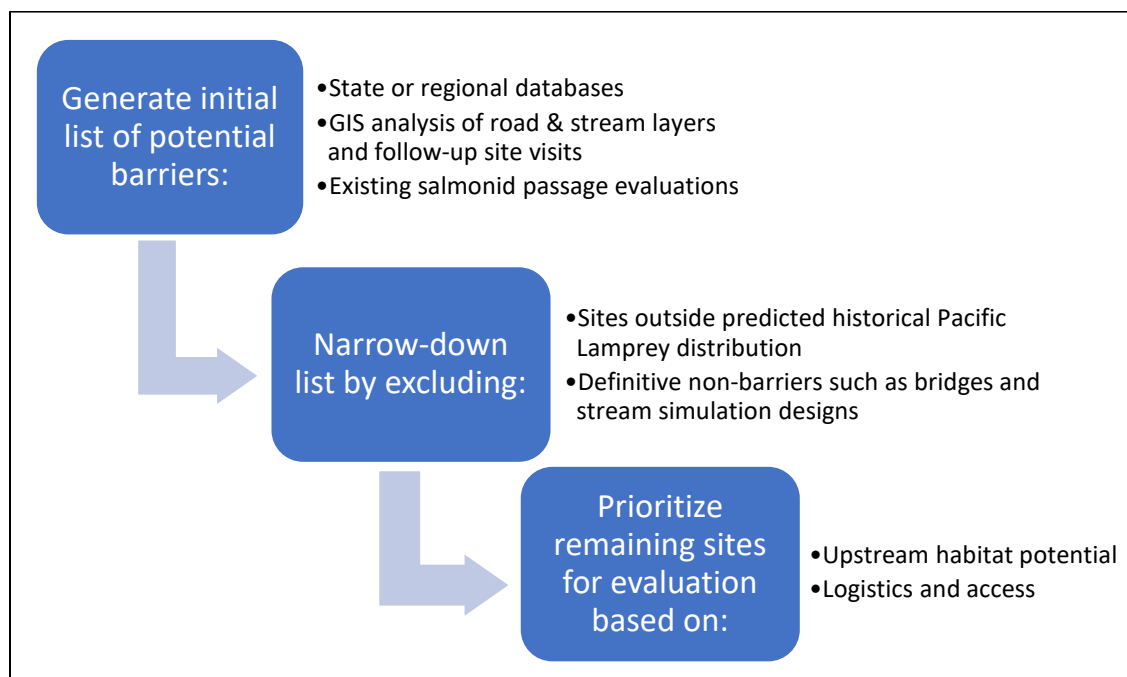 Generate initial
list of potential
barriers:
•State or regional databases
•GIS analysis of road & stream layers
and follow-up site visits
•Existing salmonid passage evaluations
Narrow-down
list by excluding:
•Sites outside predicted historical Pacific
Lamprey distribution
•Definitive non-barriers such as bridges and
stream simulation designs
Prioritize
remaining sites
for evaluation
based on:
•Upstream habitat potential
•Logistics and access